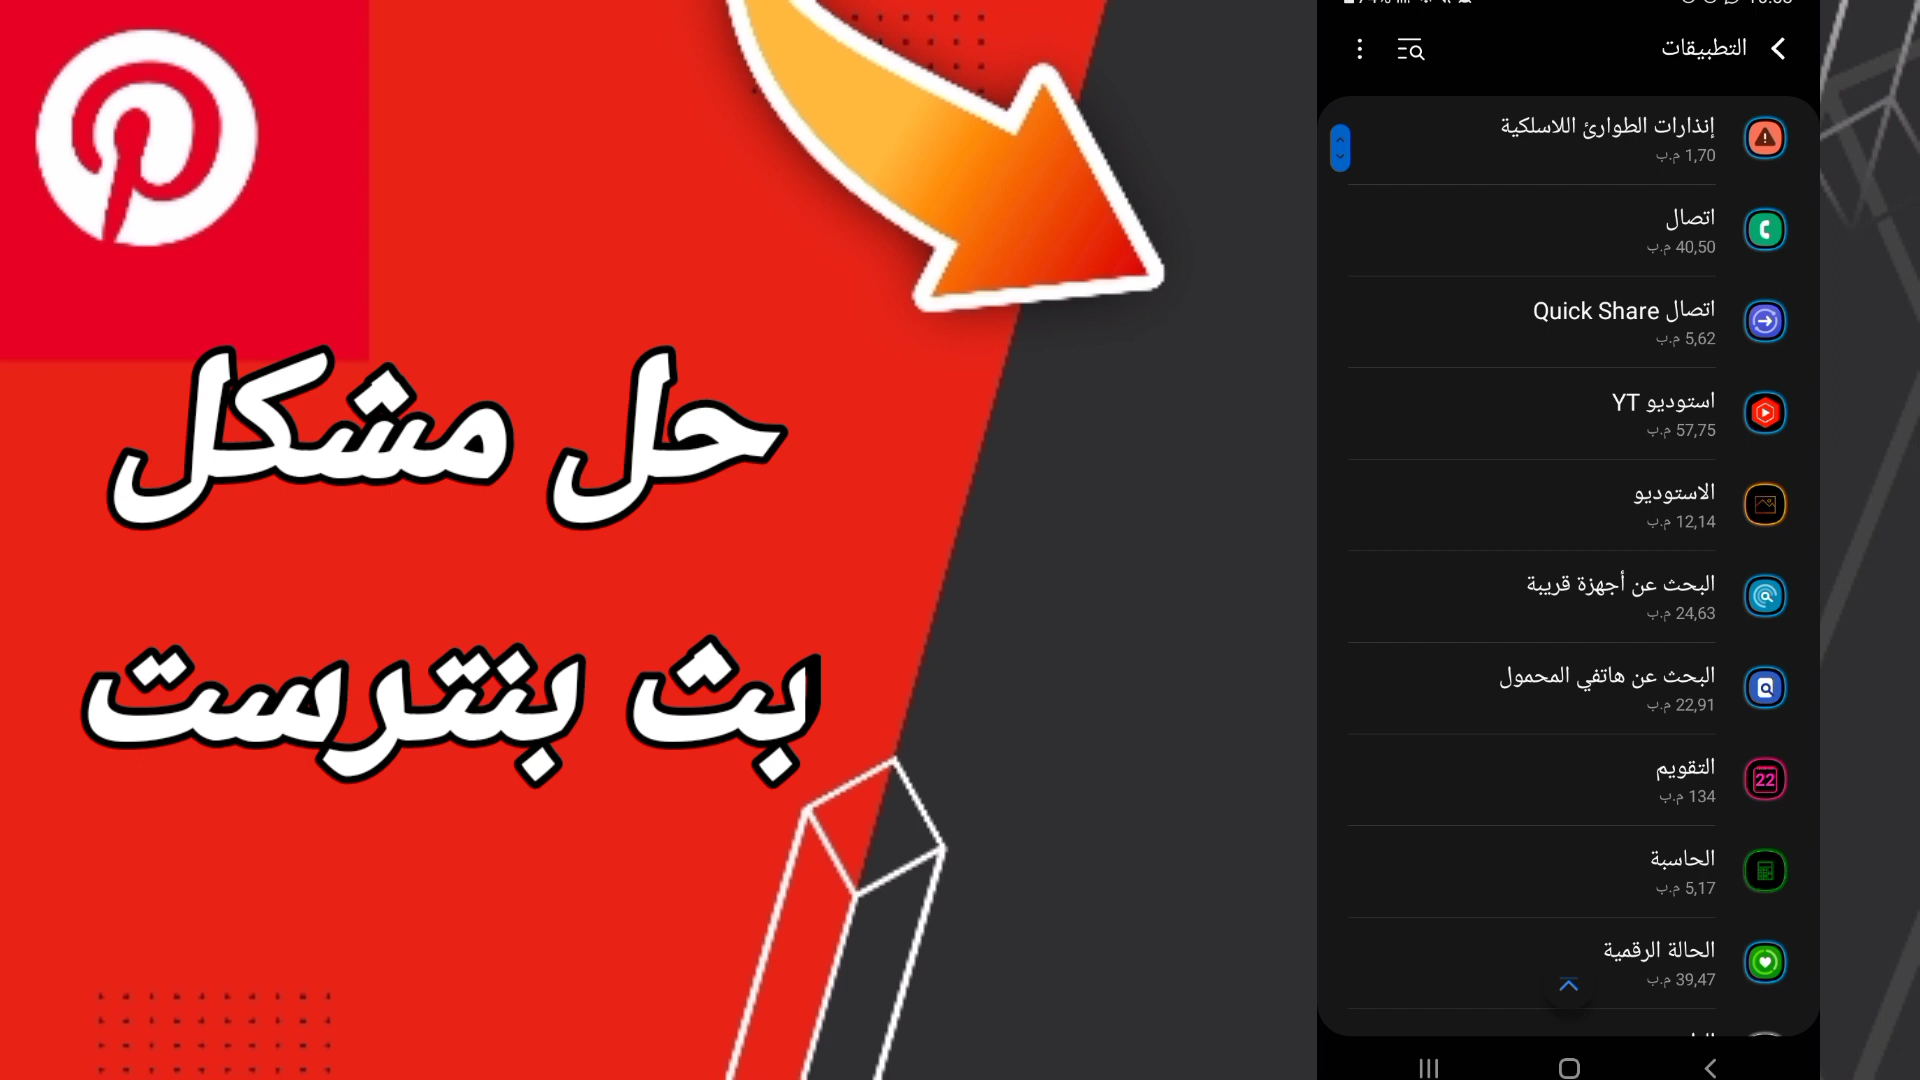 حل مشكل
بث بنترست
التطبيقات
إنذارات الطوارئ اللاسلكية
1,70 م.ب
اتصال
40,50 م.ب
اتصال Quick Share
5,62 م.ب
استوديو YT
57,75 م.ب
الاستوديو
12,14 م.ب
البحث عن أجهزة قريبة
24,63 م.ب
البحث عن هاتفي المحمول
22,91 م.ب
التقويم
22
134 م.ب
الحاسبة
5,17 م.ب
الحالة الرقمية
39,47 م.ب